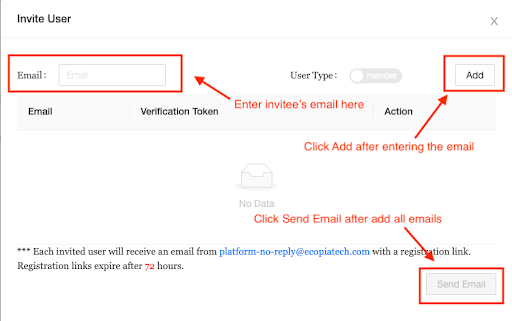 Invite User
Email :
Email
User Type :
member
Add
Enter invitee's email here
Email
Verification Token
Action
Click Add after entering the email
No Data
Click Send Email after add all emails
*** Each invited user will receive an email from platform-no-reply@ecopiatech.com with a registration link.
Registration links expire after 72 hours.
Send Email